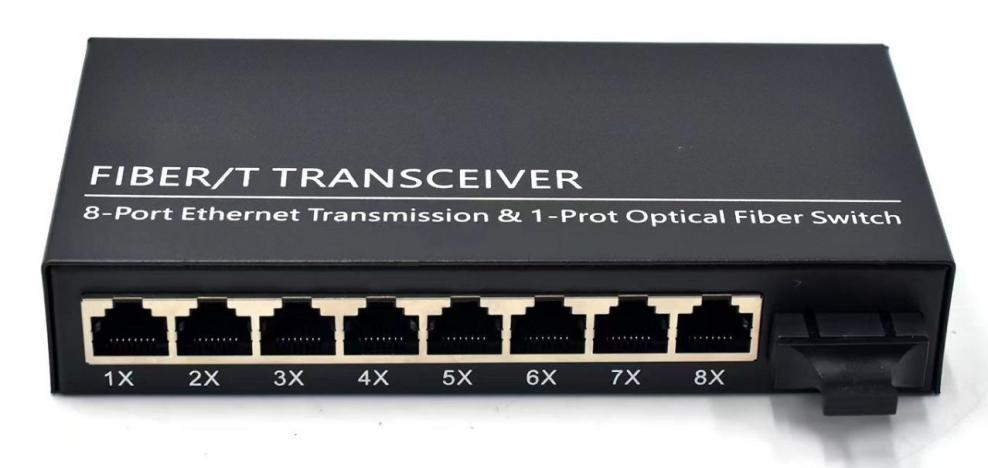 FIBER/T TRANSCEIVER
8-Port Ethernet Transmission & 1-Prot Optical Fiber Switch
1X 2X 3X 4X 5X 6X 7X 8X